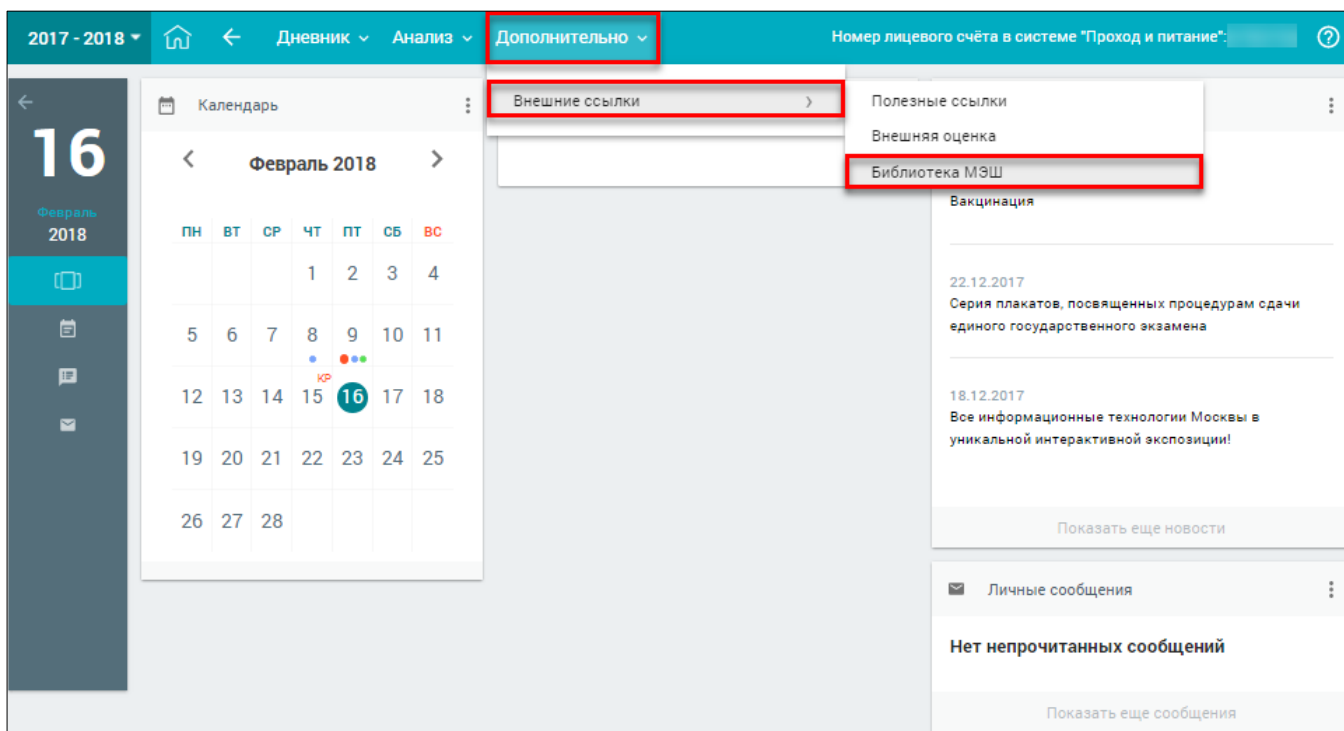 2017 - 2018
Дневник
Анализ
Дополнительно
Номер лицевого счёта в системе "Проход и питание":
16
Февраль
2018
Календарь
Февраль 2018
ПН ВТ СР ЧТ ПТ СБ ВС
1 2 3 4
5 6 7 8 9 10 11
КР
12 13 14 15 16 17 18
19 20 21 22 23 24 25
26 27 28
Внешние ссылки
Полезные ссылки
Внешняя оценка
Библиотека МЭШ
Вакцинация
22.12.2017
Серия плакатов, посвященных процедурам сдачи
единого государственного экзамена
18.12.2017
Все информационные технологии Москвы в
уникальной интерактивной экспозиции!
Показать еще новости
Личные сообщения
Нет непрочитанных сообщений
Показать еще сообщения